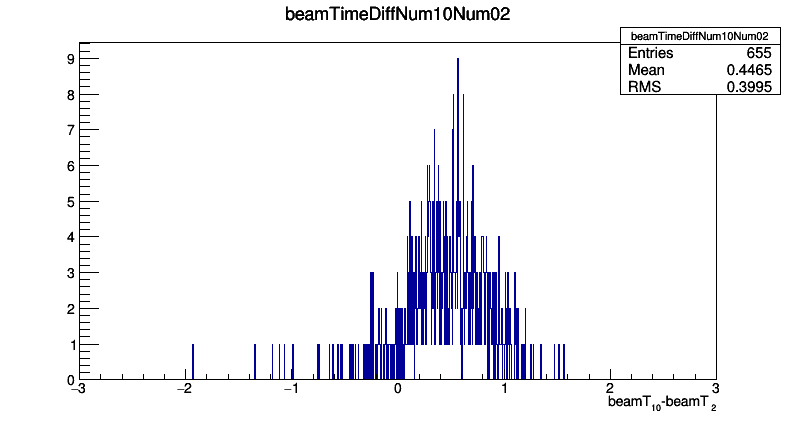 beamTimeDiffNum10Num02
beamTimeDiffNum10Num02
Entries 655
Mean 0.4465
RMS 0.3995
9
8
7
6
5
4
3
2
1
0
−3 −2 −1 0 1 2 3
beamT10-beamT2